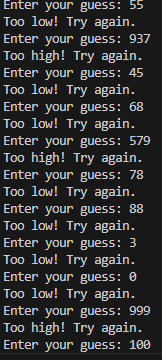 Enter your guess: 55
Too low! Try again.
Enter your guess: 937
Too high! Try again.
Enter your guess: 45
Too low! Try again.
Enter your guess: 68
Too low! Try again.
Enter your guess: 579
Too high! Try again.
Enter your guess: 78
Too low! Try again.
Enter your guess: 88
Too low! Try again.
Enter your guess: 3
Too low! Try again.
Enter your guess: 0
Too low! Try again.
Enter your guess: 999
Too high! Try again.
Enter your guess: 100